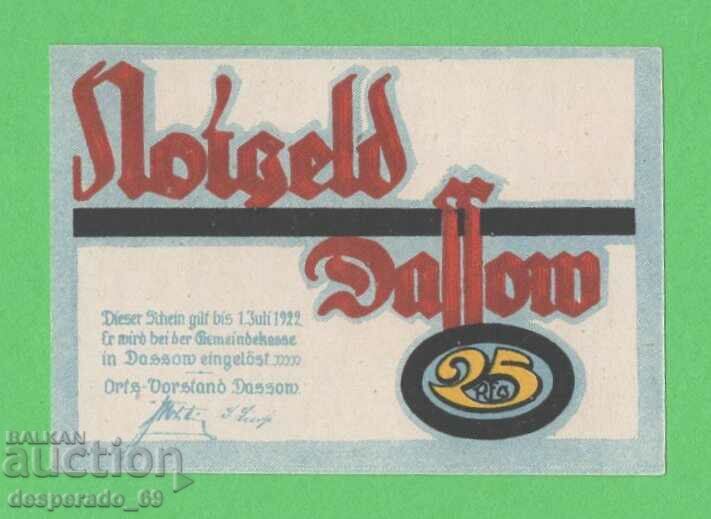 Notgeld
Dassow
Dieser Schein gilt bis 1. Juli 1922
Er wird bei der Gemeindekasse
in Dassow eingelöst
Orts-Vorstand Dassow.
25
PFG
BALKAN
auction
desperado_69